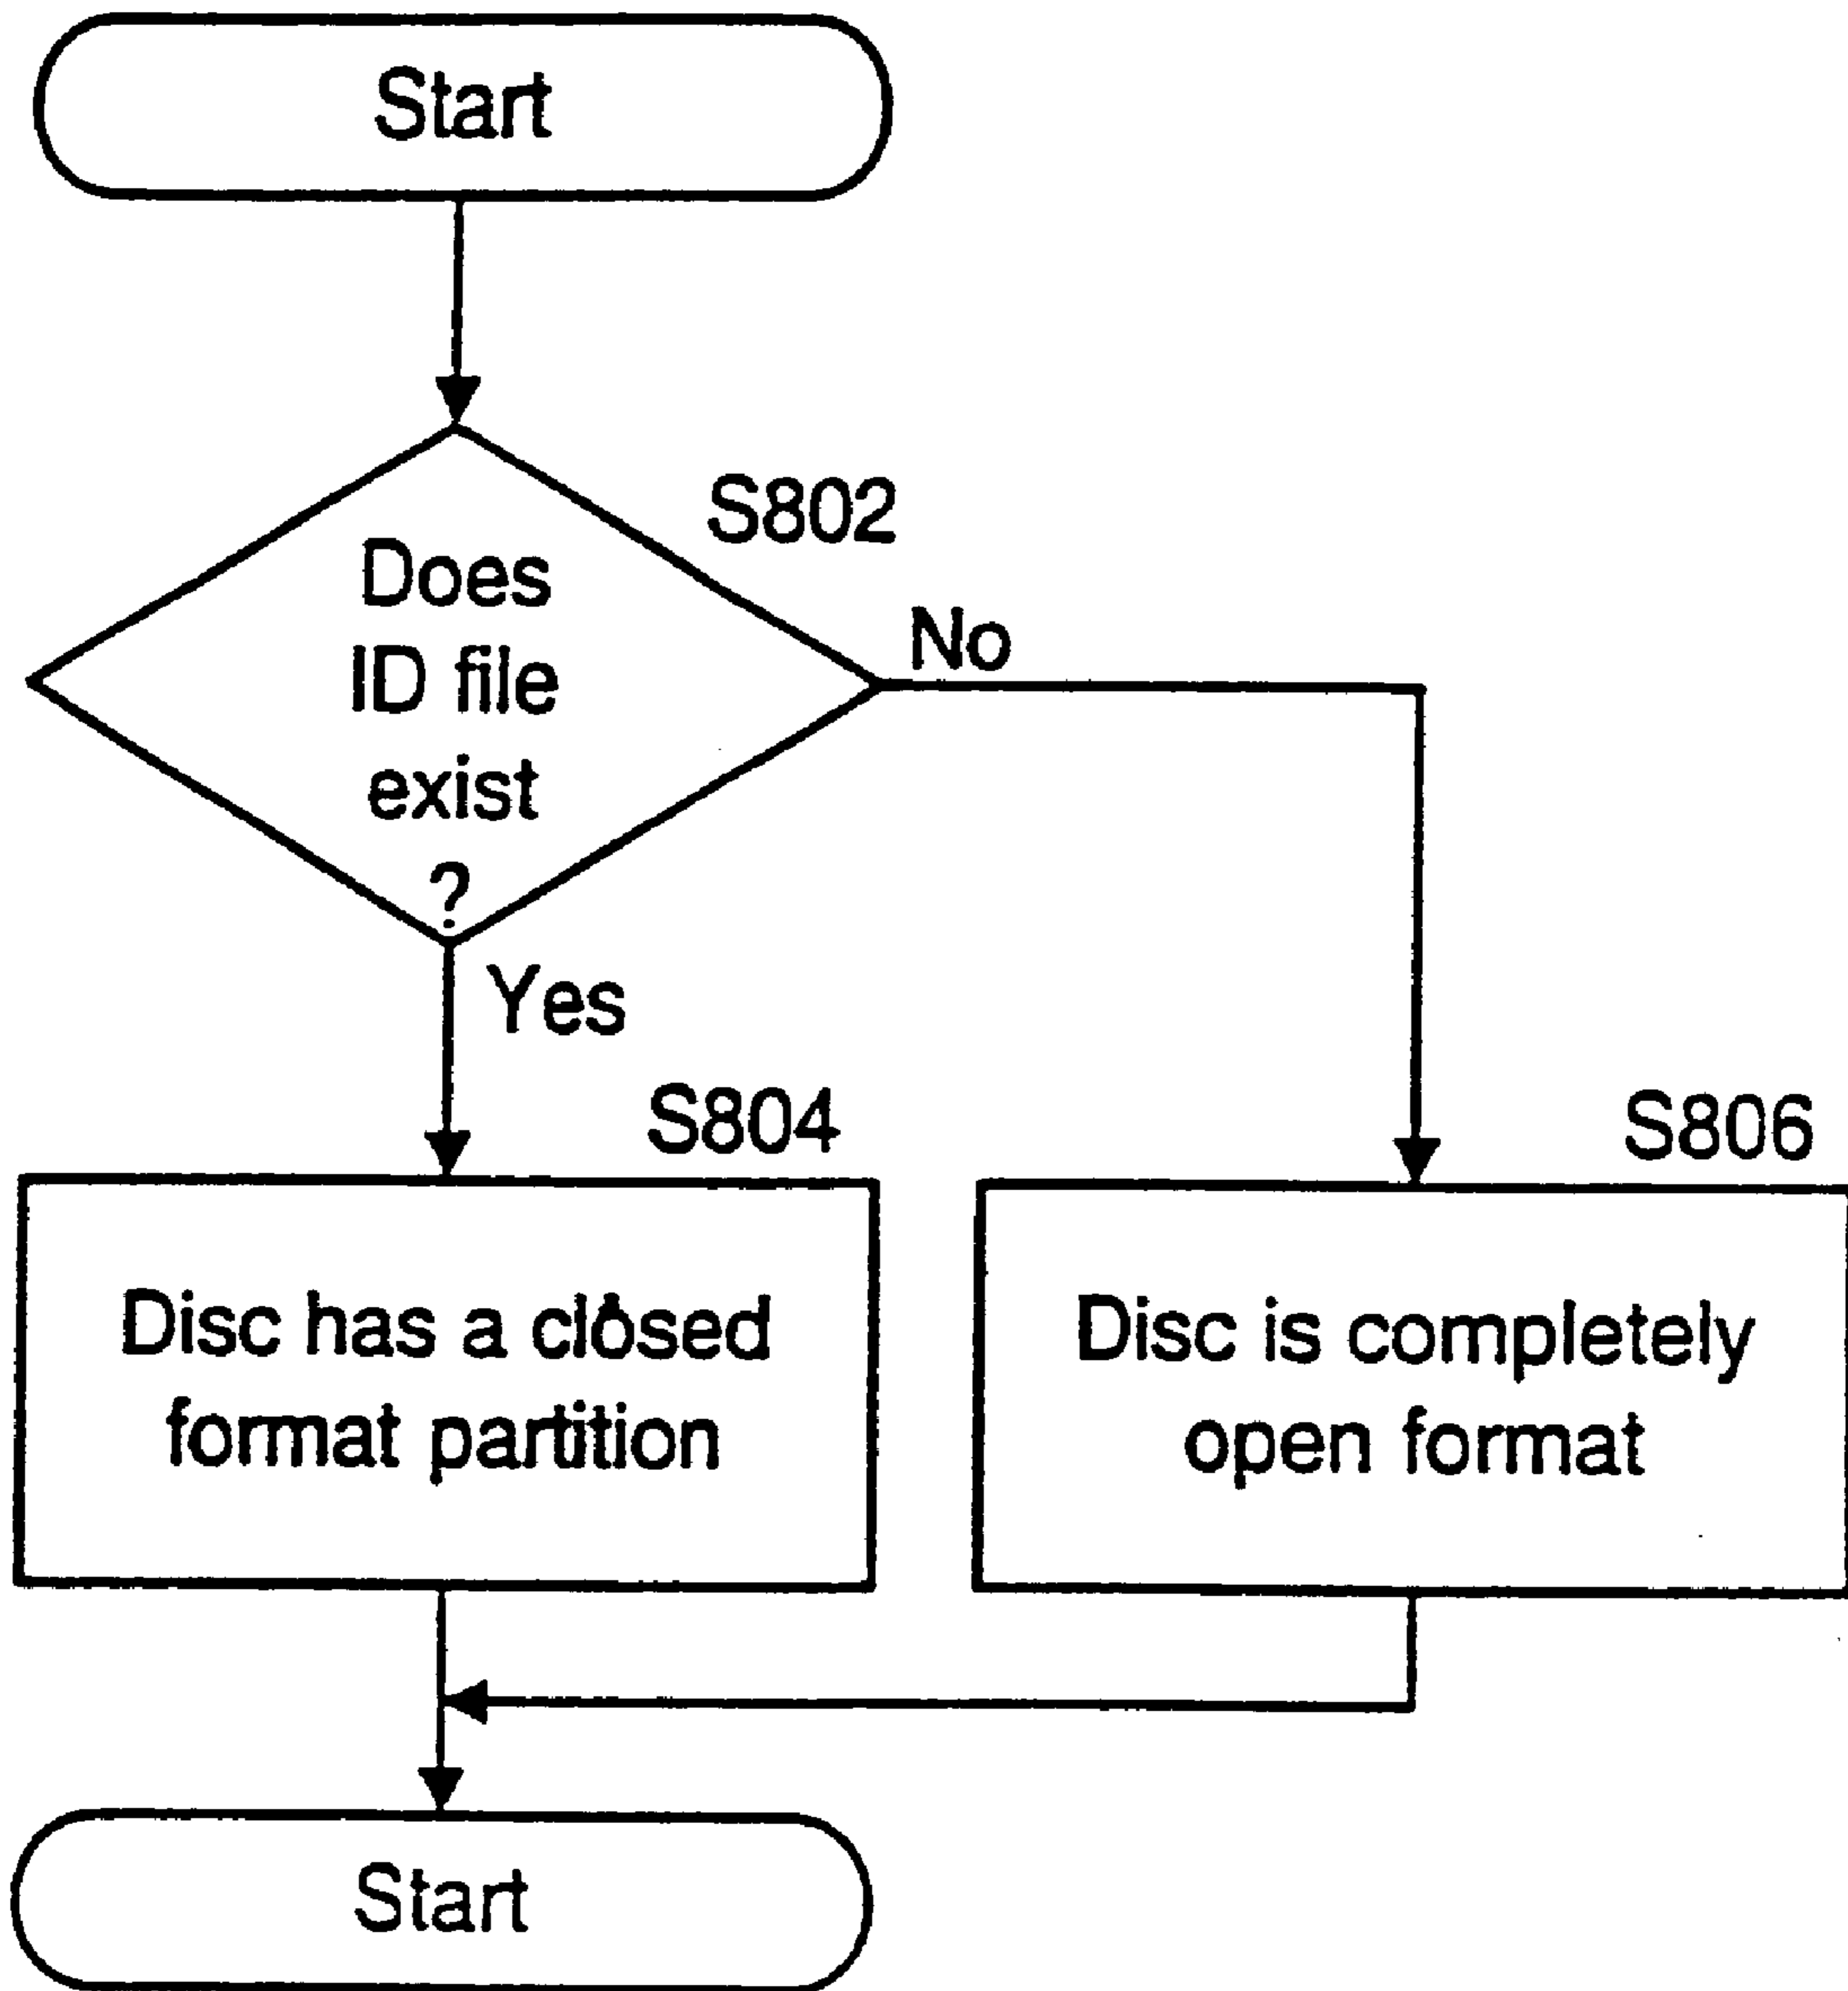 Start
S802
Does
ID file
exist
?
No
Yes
S804
S806
Disc has a closed
format partition
Disc is completely
open format
Start